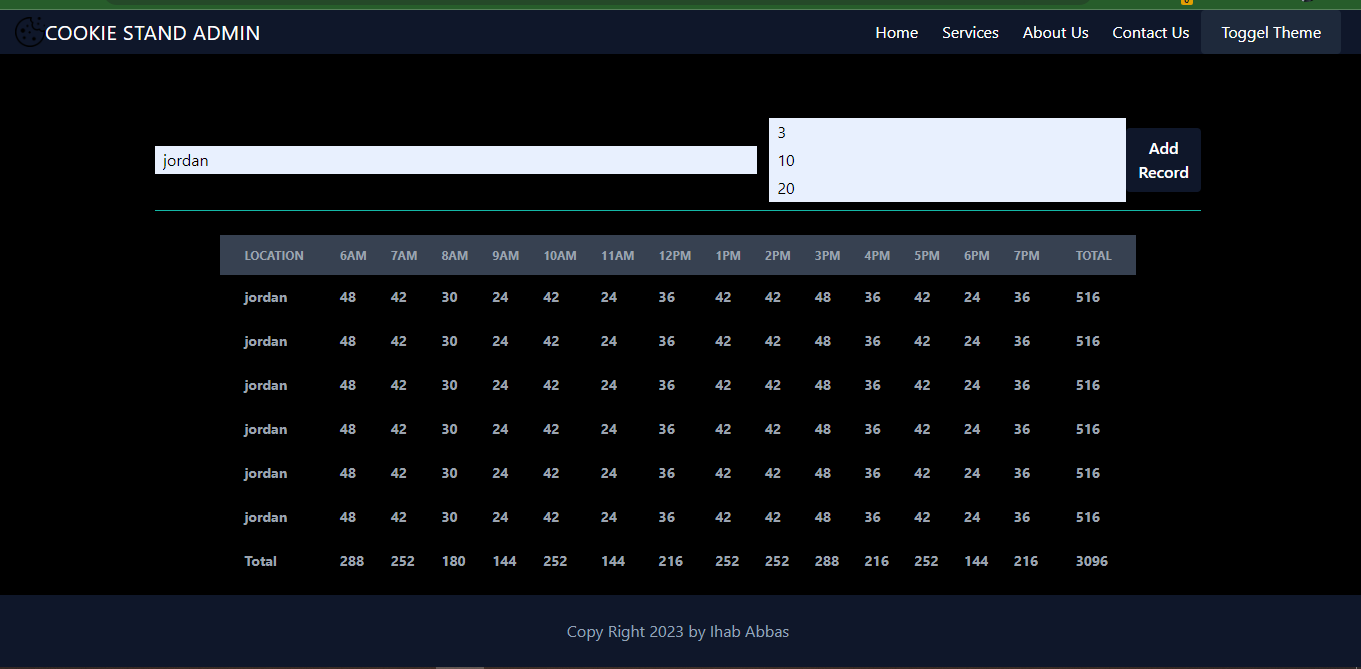 COOKIE STAND ADMIN Home Services About Us Contact Us Toggel Theme
jordan
3
10
20
Add
Record
LOCATION 6AM 7AM 8AM 9AM 10AM 11AM 12PM 1PM 2PM 3PM 4PM 5PM 6PM 7PM TOTAL
jordan 48 42 30 24 42 24 36 42 42 48 36 42 24 36 516
jordan 48 42 30 24 42 24 36 42 42 48 36 42 24 36 516
jordan 48 42 30 24 42 24 36 42 42 48 36 42 24 36 516
jordan 48 42 30 24 42 24 36 42 42 48 36 42 24 36 516
jordan 48 42 30 24 42 24 36 42 42 48 36 42 24 36 516
jordan 48 42 30 24 42 24 36 42 42 48 36 42 24 36 516
Total 288 252 180 144 252 144 216 252 252 288 216 252 144 216 3096
Copy Right 2023 by Ihab Abbas